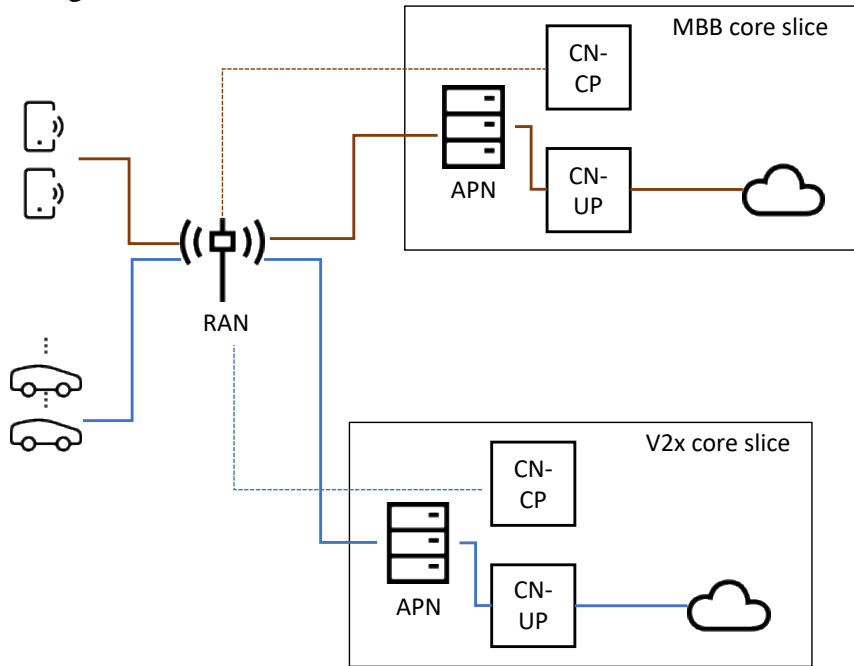 MBB core slice
CN-
CP
APN
CN-
UP
RAN
V2x core slice
CN-
CP
APN
CN-
UP